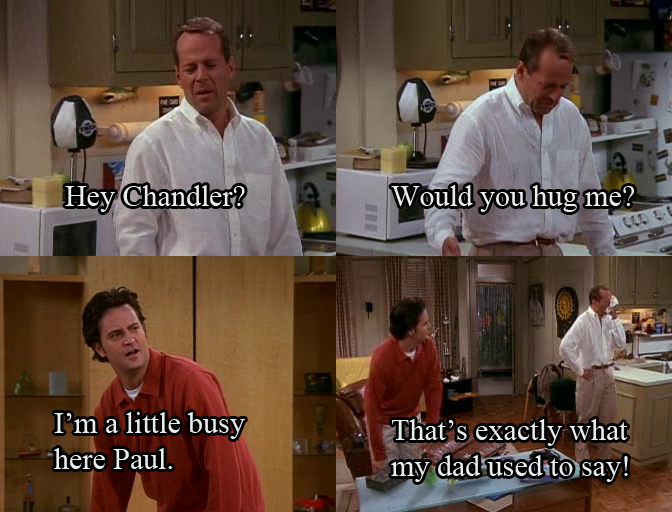 Hey Chandler?
Would you hug me?
I'm a little busy
here Paul.
That's exactly what
my dad used to say!